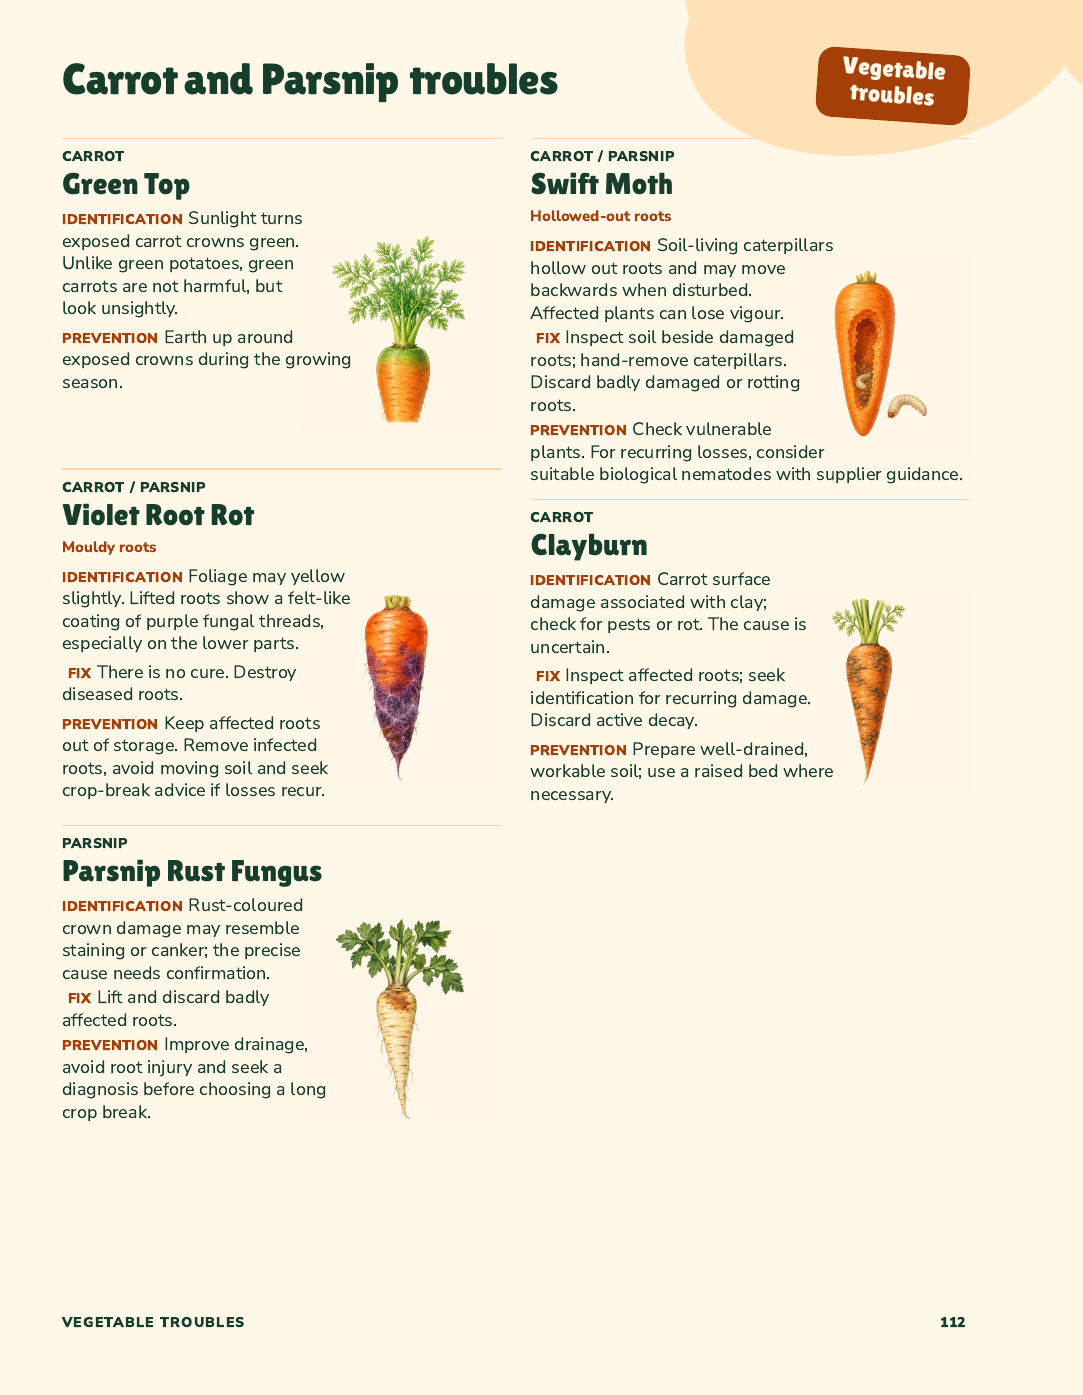 Carrot and Parsnip troubles
Vegetable
troubles
CARROT
Green Top
IDENTIFICATION Sunlight turns
exposed carrot crowns green.
Unlike green potatoes, green
carrots are not harmful, but
look unsightly.
PREVENTION Earth up around
exposed crowns during the growing
season.
CARROT / PARSNIP
Violet Root Rot
Mouldy roots
IDENTIFICATION Foliage may yellow
slightly. Lifted roots show a felt-like
coating of purple fungal threads,
especially on the lower parts.
FIX There is no cure. Destroy
diseased roots.
PREVENTION Keep affected roots
out of storage. Remove infected
roots, avoid moving soil and seek
crop-break advice if losses recur.
PARSNIP
Parsnip Rust Fungus
IDENTIFICATION Rust-coloured
crown damage may resemble
staining or canker; the precise
cause needs confirmation.
FIX Lift and discard badly
affected roots.
PREVENTION Improve drainage,
avoid root injury and seek a
diagnosis before choosing a long
crop break.
CARROT / PARSNIP
Swift Moth
Hollowed-out roots
IDENTIFICATION Soil-living caterpillars
hollow out roots and may move
backwards when disturbed.
Affected plants can lose vigour.
FIX Inspect soil beside damaged
roots; hand-remove caterpillars.
Discard badly damaged or rotting
roots.
PREVENTION Check vulnerable
plants. For recurring losses, consider
suitable biological nematodes with supplier guidance.
CARROT
Clayburn
IDENTIFICATION Carrot surface
damage associated with clay;
check for pests or rot. The cause is
uncertain.
FIX Inspect affected roots; seek
identification for recurring damage.
Discard active decay.
PREVENTION Prepare well-drained,
workable soil; use a raised bed where
necessary.
VEGETABLE TROUBLES
112